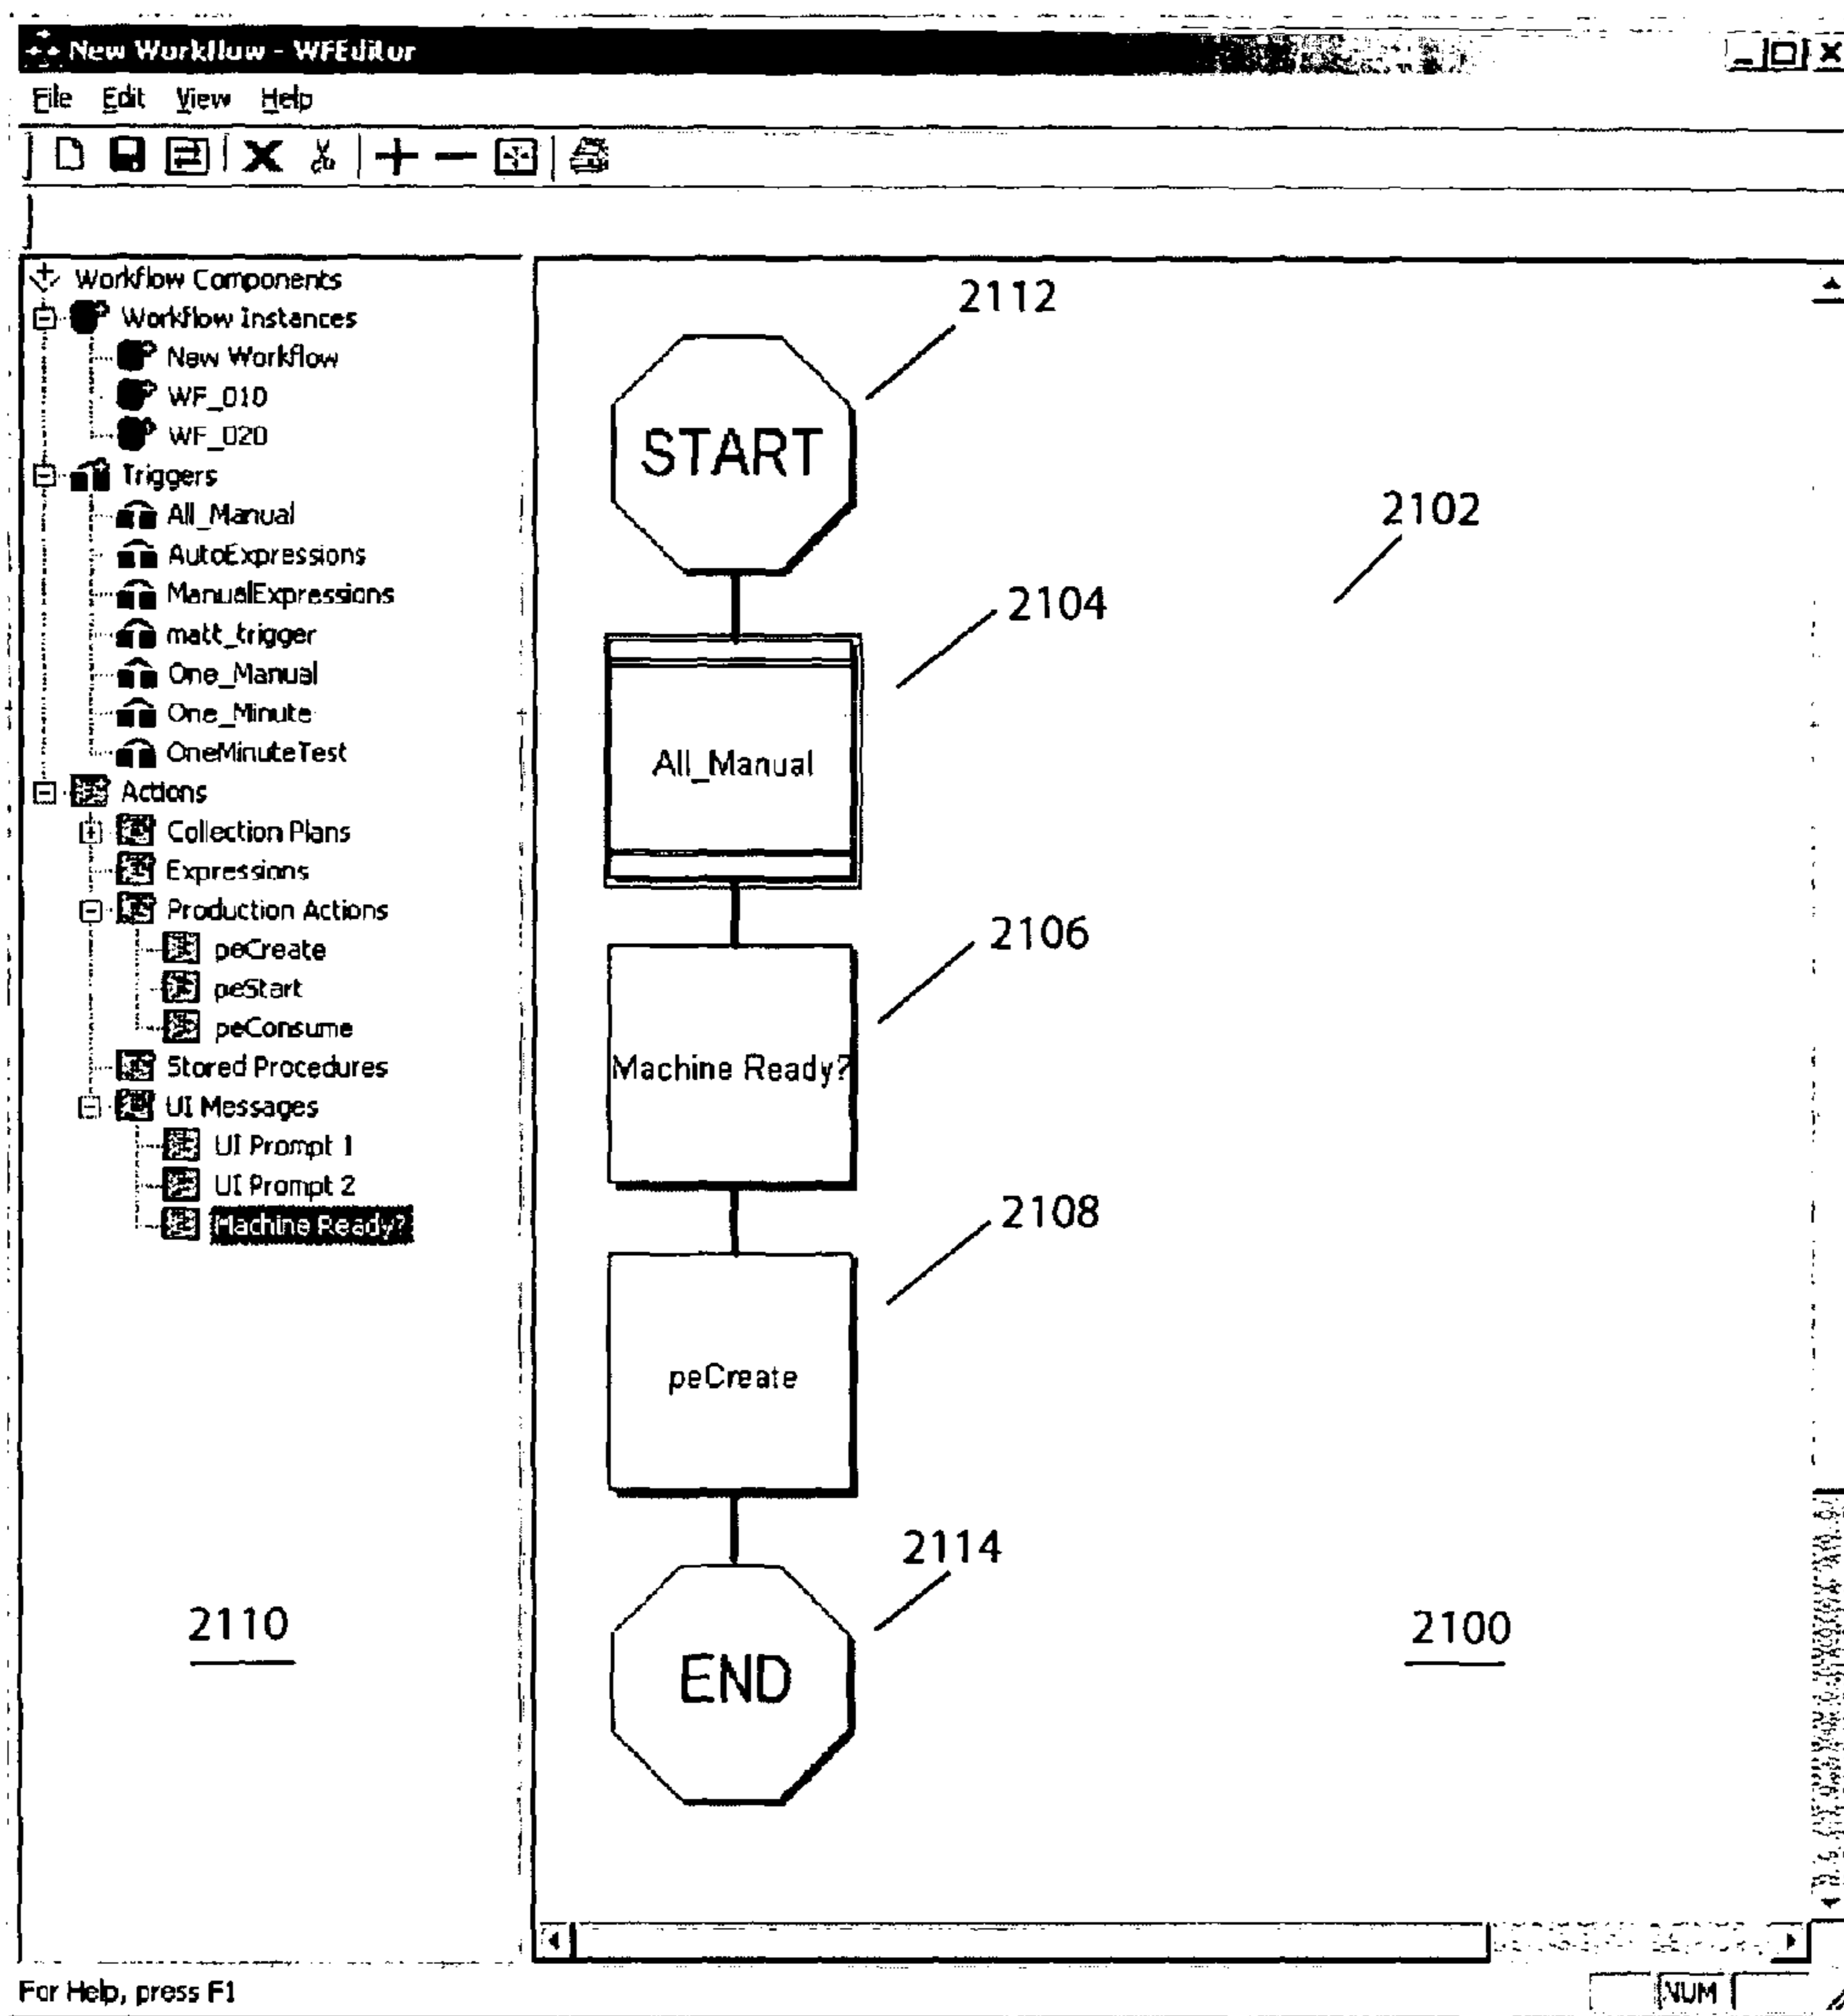 New Workflow - WFEditor
File Edit View Help
Workflow Components
Workflow Instances
New Workflow
WF_010
WF_020
Triggers
All_Manual
AutoExpressions
ManualExpressions
matt_trigger
One_Manual
One_Minute
OneMinuteTest
Actions
Collection Plans
Expressions
Production Actions
peCreate
peStart
peConsume
Stored Procedures
UI Messages
UI Prompt 1
UI Prompt 2
Machine Ready?
2110
2112
START
2102
2104
All_Manual
2106
Machine Ready?
2108
peCreate
2114
END
2100
For Help, press F1
NUM